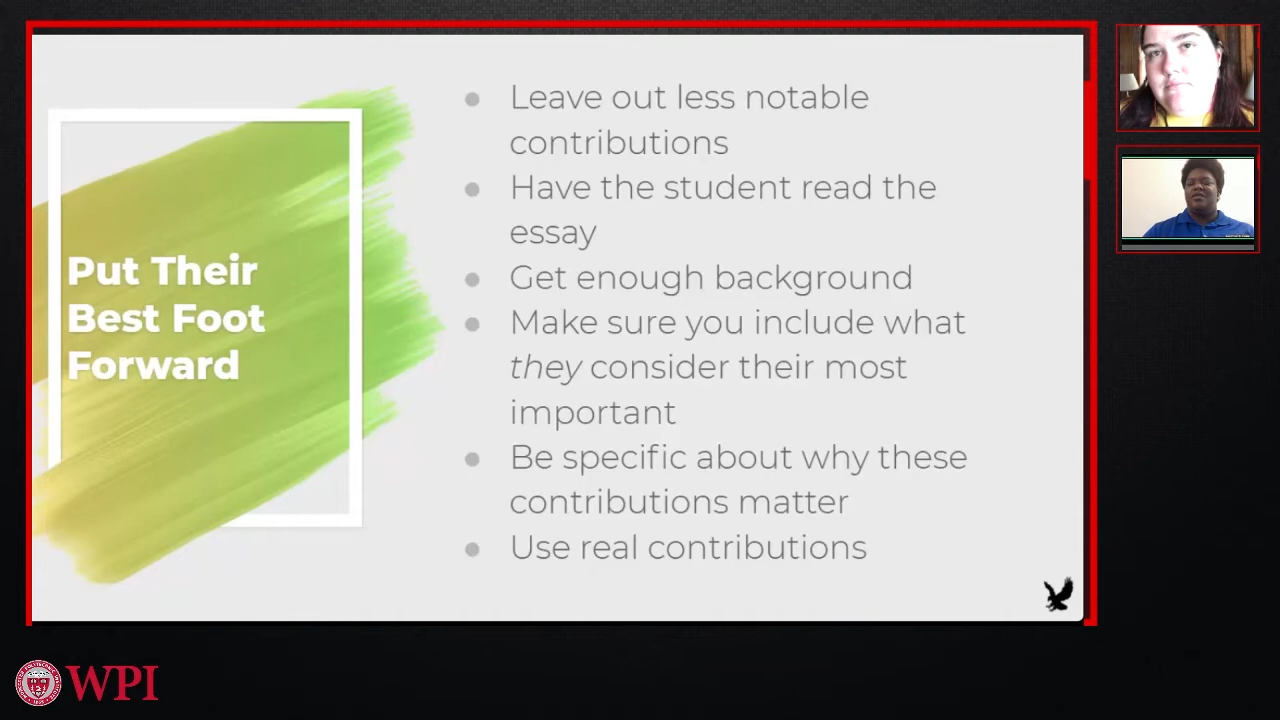 Put Their
Best Foot
Forward
Leave out less notable
contributions
Have the student read the
essay
Get enough background
Make sure you include what
they consider their most
important
Be specific about why these
contributions matter
Use real contributions
WPI